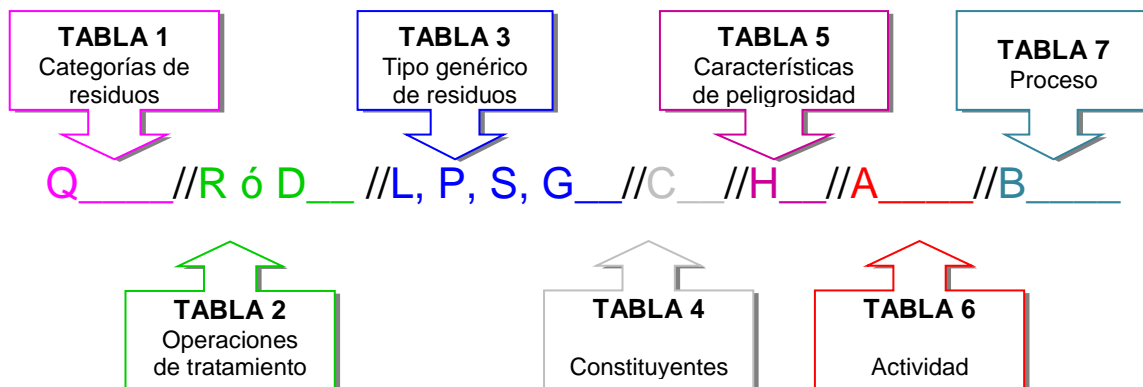 TABLA 1
Categorías de
residuos
TABLA 3
Tipo genérico
de residuos
TABLA 5
Características
de peligrosidad
TABLA 7
Proceso
Q____//R ó D__ //L, P, S, G__//C__//H__//A____//B____
TABLA 2
Operaciones
de tratamiento
TABLA 4
Constituyentes
TABLA 6
Actividad